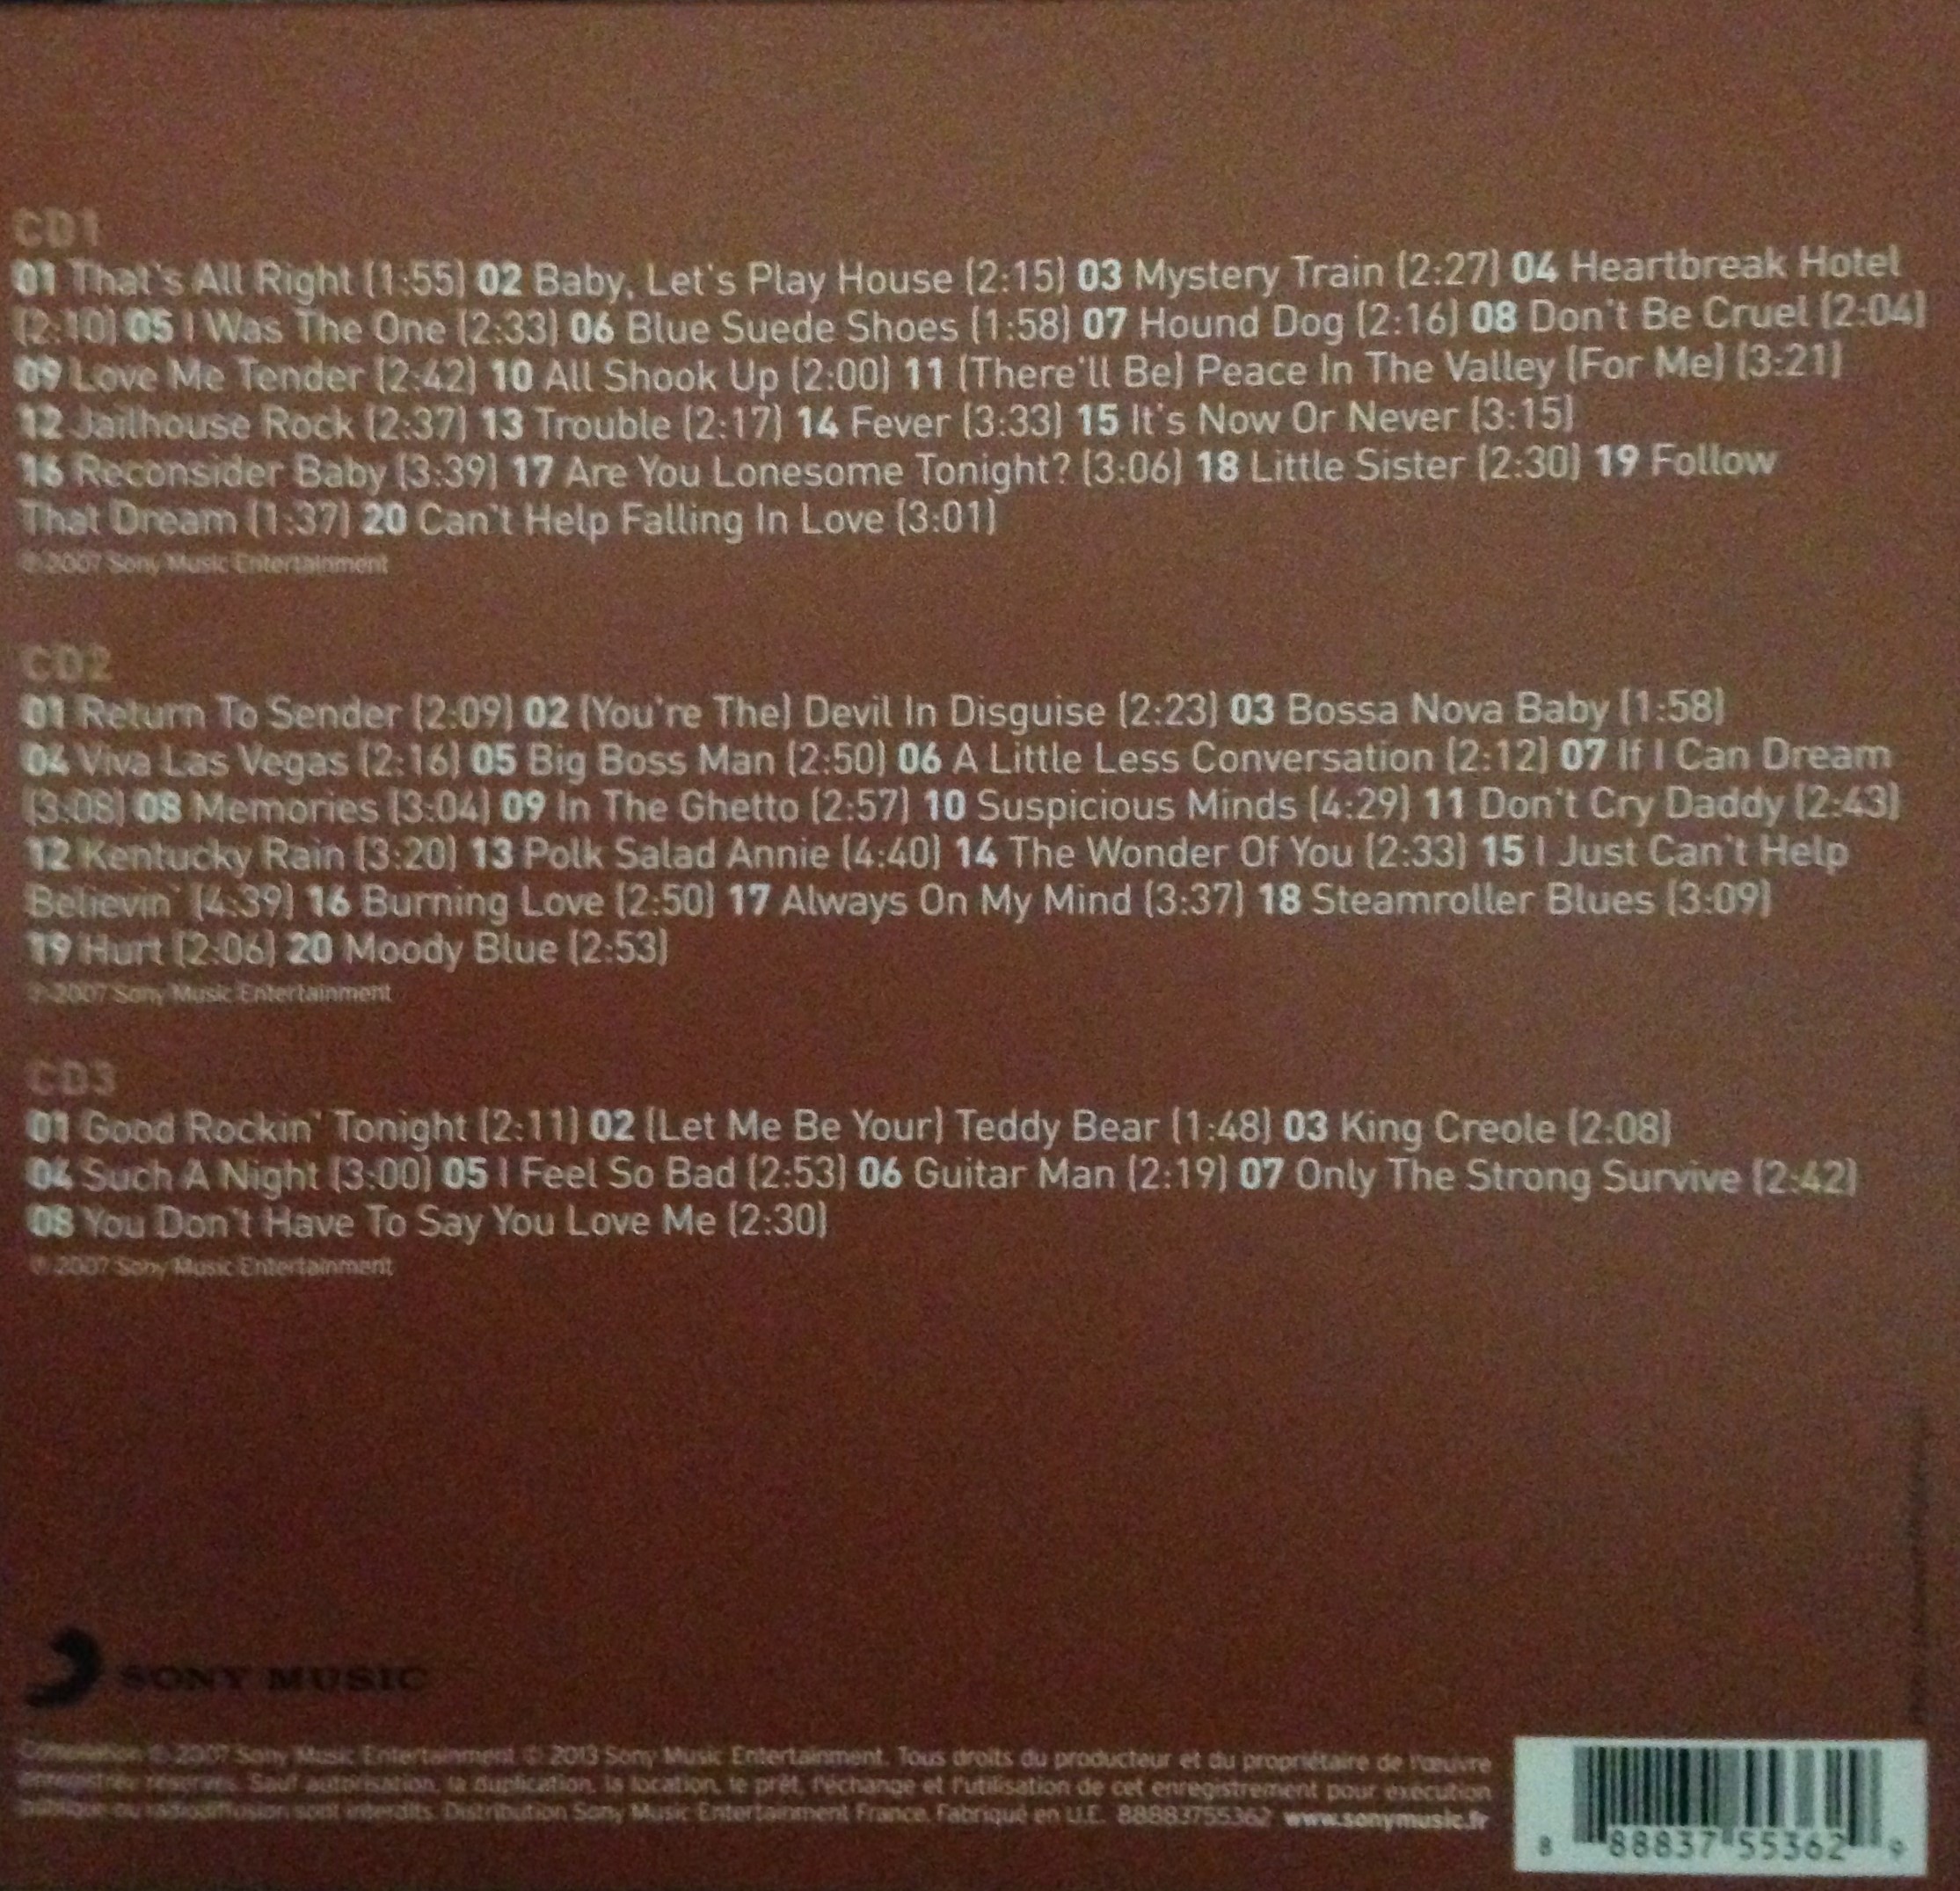 CD1
01 That's All Right (1:55) 02 Baby, Let's Play House (2:15) 03 Mystery Train (2:27) 04 Heartbreak Hotel
(2:10) 05 I Was The One (2:33) 06 Blue Suede Shoes (1:58) 07 Hound Dog (2:16) 08 Don't Be Cruel (2:04)
09 Love Me Tender (2:42) 10 All Shook Up (2:00) 11 (There'll Be) Peace In The Valley (For Me) (3:21)
12 Jailhouse Rock (2:37) 13 Trouble (2:17) 14 Fever (3:33) 15 It's Now Or Never (3:15)
16 Reconsider Baby (3:39) 17 Are You Lonesome Tonight? (3:06) 18 Little Sister (2:30) 19 Follow
That Dream (1:37) 20 Can't Help Falling In Love (3:01)
℗ 2007 Sony Music Entertainment
CD2
01 Return To Sender (2:09) 02 (You're The) Devil In Disguise (2:23) 03 Bossa Nova Baby (1:58)
04 Viva Las Vegas (2:16) 05 Big Boss Man (2:50) 06 A Little Less Conversation (2:12) 07 If I Can Dream
(3:08) 08 Memories (3:04) 09 In The Ghetto (2:57) 10 Suspicious Minds (4:29) 11 Don't Cry Daddy (2:43)
12 Kentucky Rain (3:20) 13 Polk Salad Annie (4:40) 14 The Wonder Of You (2:33) 15 I Just Can't Help
Believin' (4:39) 16 Burning Love (2:50) 17 Always On My Mind (3:37) 18 Steamroller Blues (3:09)
19 Hurt (2:06) 20 Moody Blue (2:53)
℗ 2007 Sony Music Entertainment
CD3
01 Good Rockin' Tonight (2:11) 02 (Let Me Be Your) Teddy Bear (1:48) 03 King Creole (2:08)
04 Such A Night (3:00) 05 I Feel So Bad (2:53) 06 Guitar Man (2:19) 07 Only The Strong Survive (2:42)
08 You Don't Have To Say You Love Me (2:30)
℗ 2007 Sony Music Entertainment
SONY MUSIC
Compilation ℗ 2007 Sony Music Entertainment © 2013 Sony Music Entertainment. Tous droits du producteur et du propriétaire de l'œuvre
enregistrée réservés. Sauf autorisation, la duplication, la location, le prêt, l'échange et l'utilisation de cet enregistrement pour exécution
publique ou radiodiffusion sont interdits. Distribution Sony Music Entertainment France. Fabriqué en U.E. 88883755362 www.sonymusic.fr
8 88837 55362 9